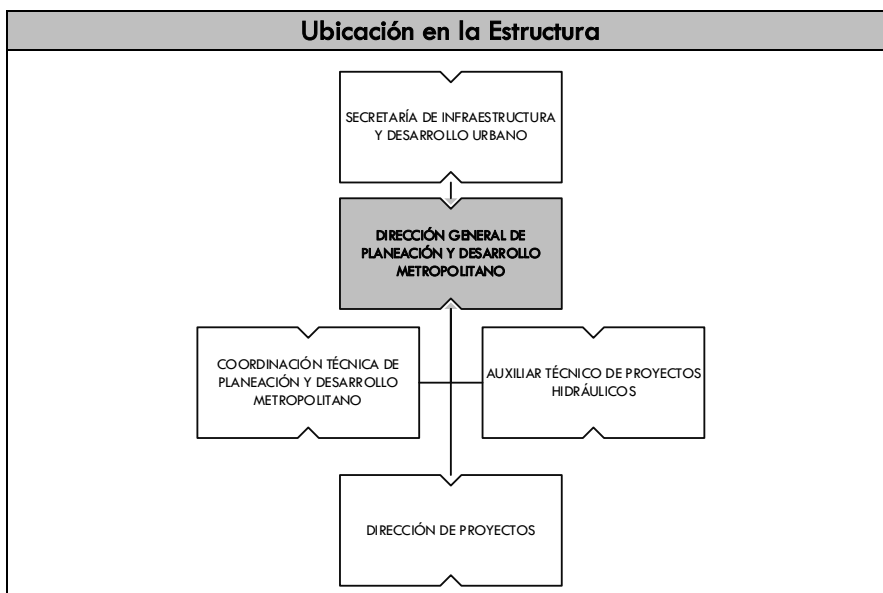 Ubicación en la Estructura
SECRETARÍA DE INFRAESTRUCTURA
Y DESARROLLO URBANO
DIRECCIÓN GENERAL DE
PLANEACIÓN Y DESARROLLO
METROPOLITANO
COORDINACIÓN TÉCNICA DE
PLANEACIÓN Y DESARROLLO
METROPOLITANO
AUXILIAR TÉCNICO DE PROYECTOS
HIDRÁULICOS
DIRECCIÓN DE PROYECTOS